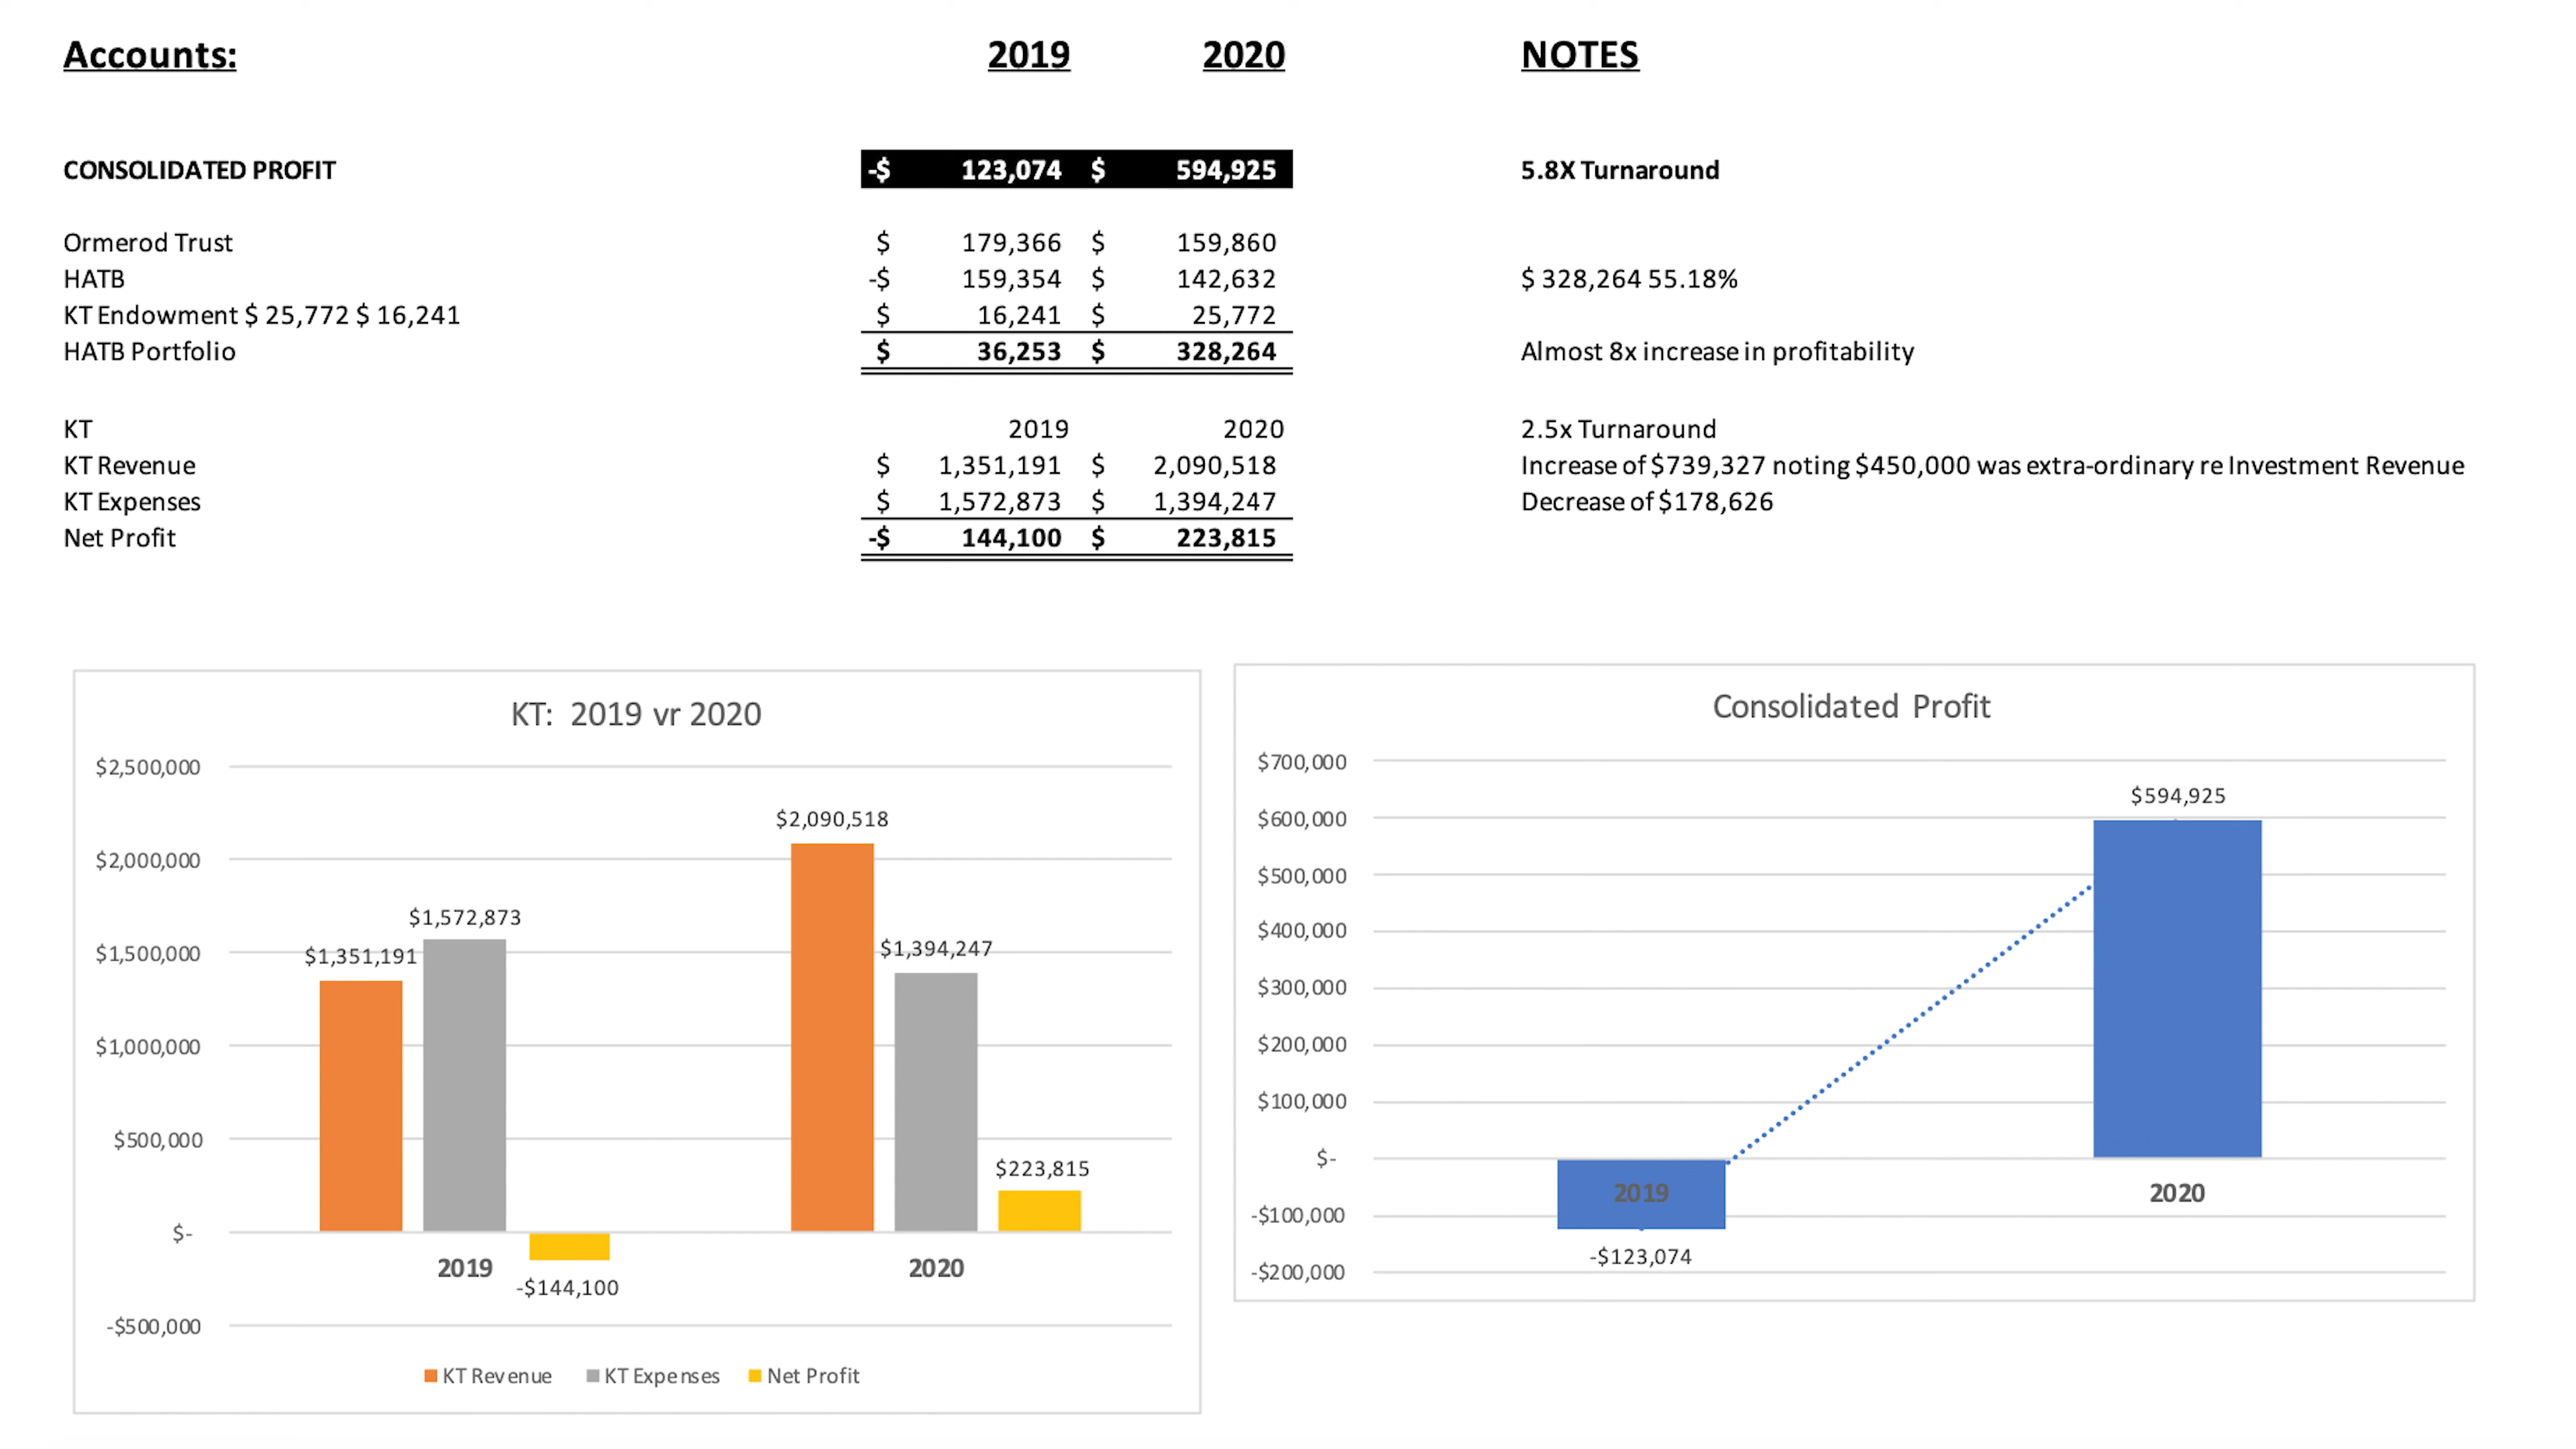 Accounts: 2019 2020 NOTES
CONSOLIDATED PROFIT -$ 123,074 $ 594,925 5.8X Turnaround
Ormerod Trust $ 179,366 $ 159,860
HATB -$ 159,354 $ 142,632 $ 328,264 55.18%
KT Endowment $ 25,772 $ 16,241 $ 16,241 $ 25,772
HATB Portfolio $ 36,253 $ 328,264 Almost 8x increase in profitability
KT 2019 2020 2.5x Turnaround
KT Revenue $ 1,351,191 $ 2,090,518 Increase of $739,327 noting $450,000 was extra-ordinary re Investment Revenue
KT Expenses $ 1,572,873 $ 1,394,247 Decrease of $178,626
Net Profit -$ 144,100 $ 223,815
KT: 2019 vr 2020
$2,500,000
$2,000,000
$1,500,000
$1,000,000
$500,000
$-
-$500,000
$1,351,191
$1,572,873
-$144,100
$2,090,518
$1,394,247
$223,815
2019 2020
KT Revenue KT Expenses Net Profit
Consolidated Profit
$700,000
$600,000
$500,000
$400,000
$300,000
$200,000
$100,000
$-
-$100,000
-$200,000
$594,925
2019 2020
-$123,074